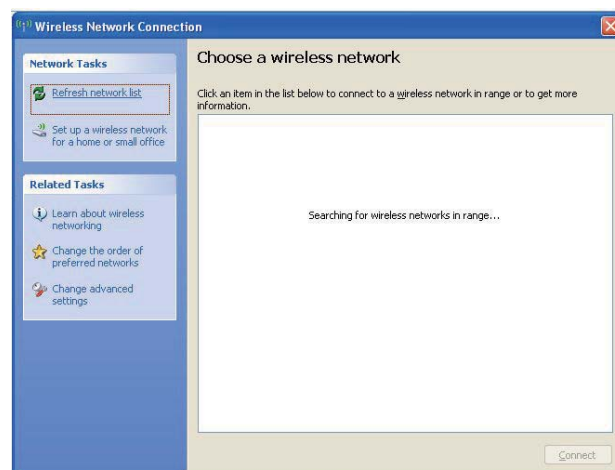 Wireless Network Connection
Network Tasks
Refresh network list
Set up a wireless network
for a home or small office
Related Tasks
Learn about wireless
networking
Change the order of
preferred networks
Change advanced
settings
Choose a wireless network
Click an item in the list below to connect to a wireless network in range or to get more
information.
Searching for wireless networks in range...
Connect